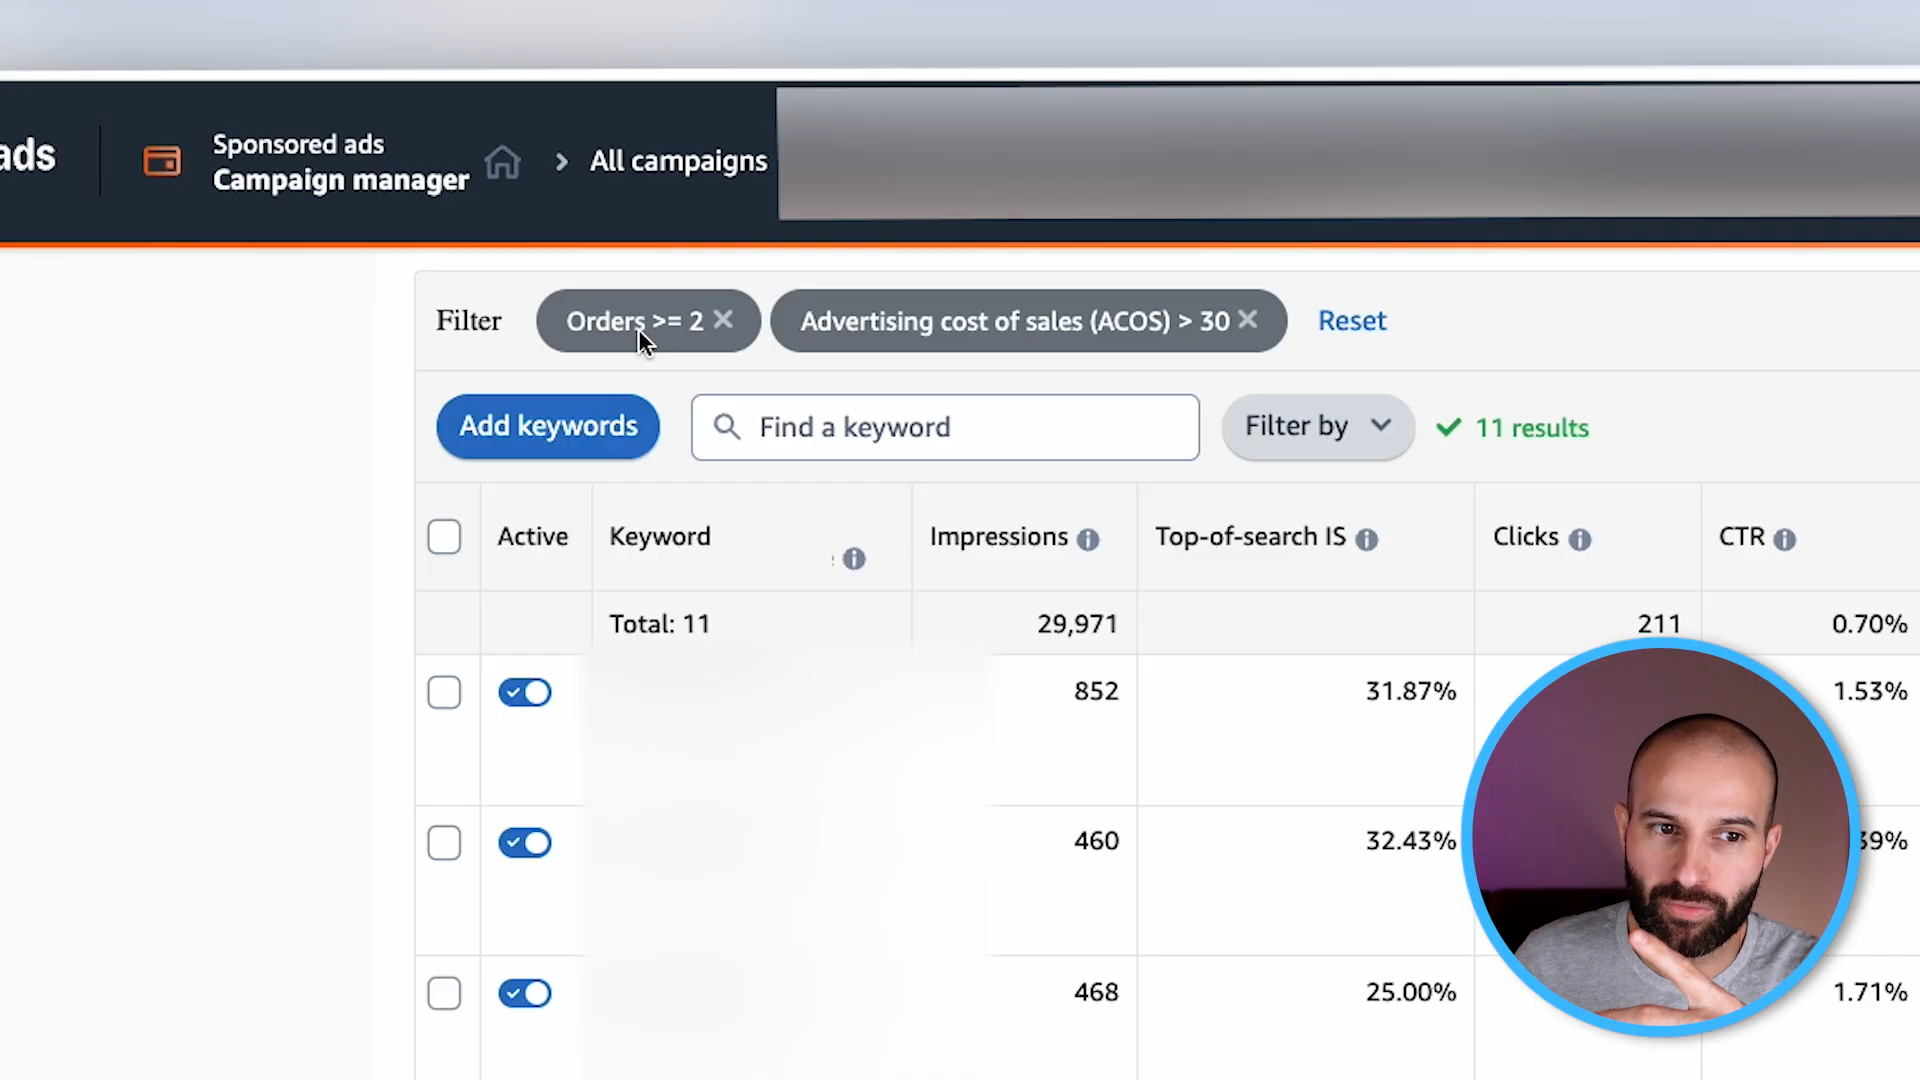 ads
Sponsored ads
Campaign manager
> All campaigns
Filter Orders >= 2 × Advertising cost of sales (ACOS) > 30 × Reset
Add keywords Find a keyword Filter by 11 results
Active Keyword Impressions Top-of-search IS Clicks CTR
Total: 11 29,971 211 0.70%
852 31.87% 1.53%
460 32.43% 39%
468 25.00% 1.71%